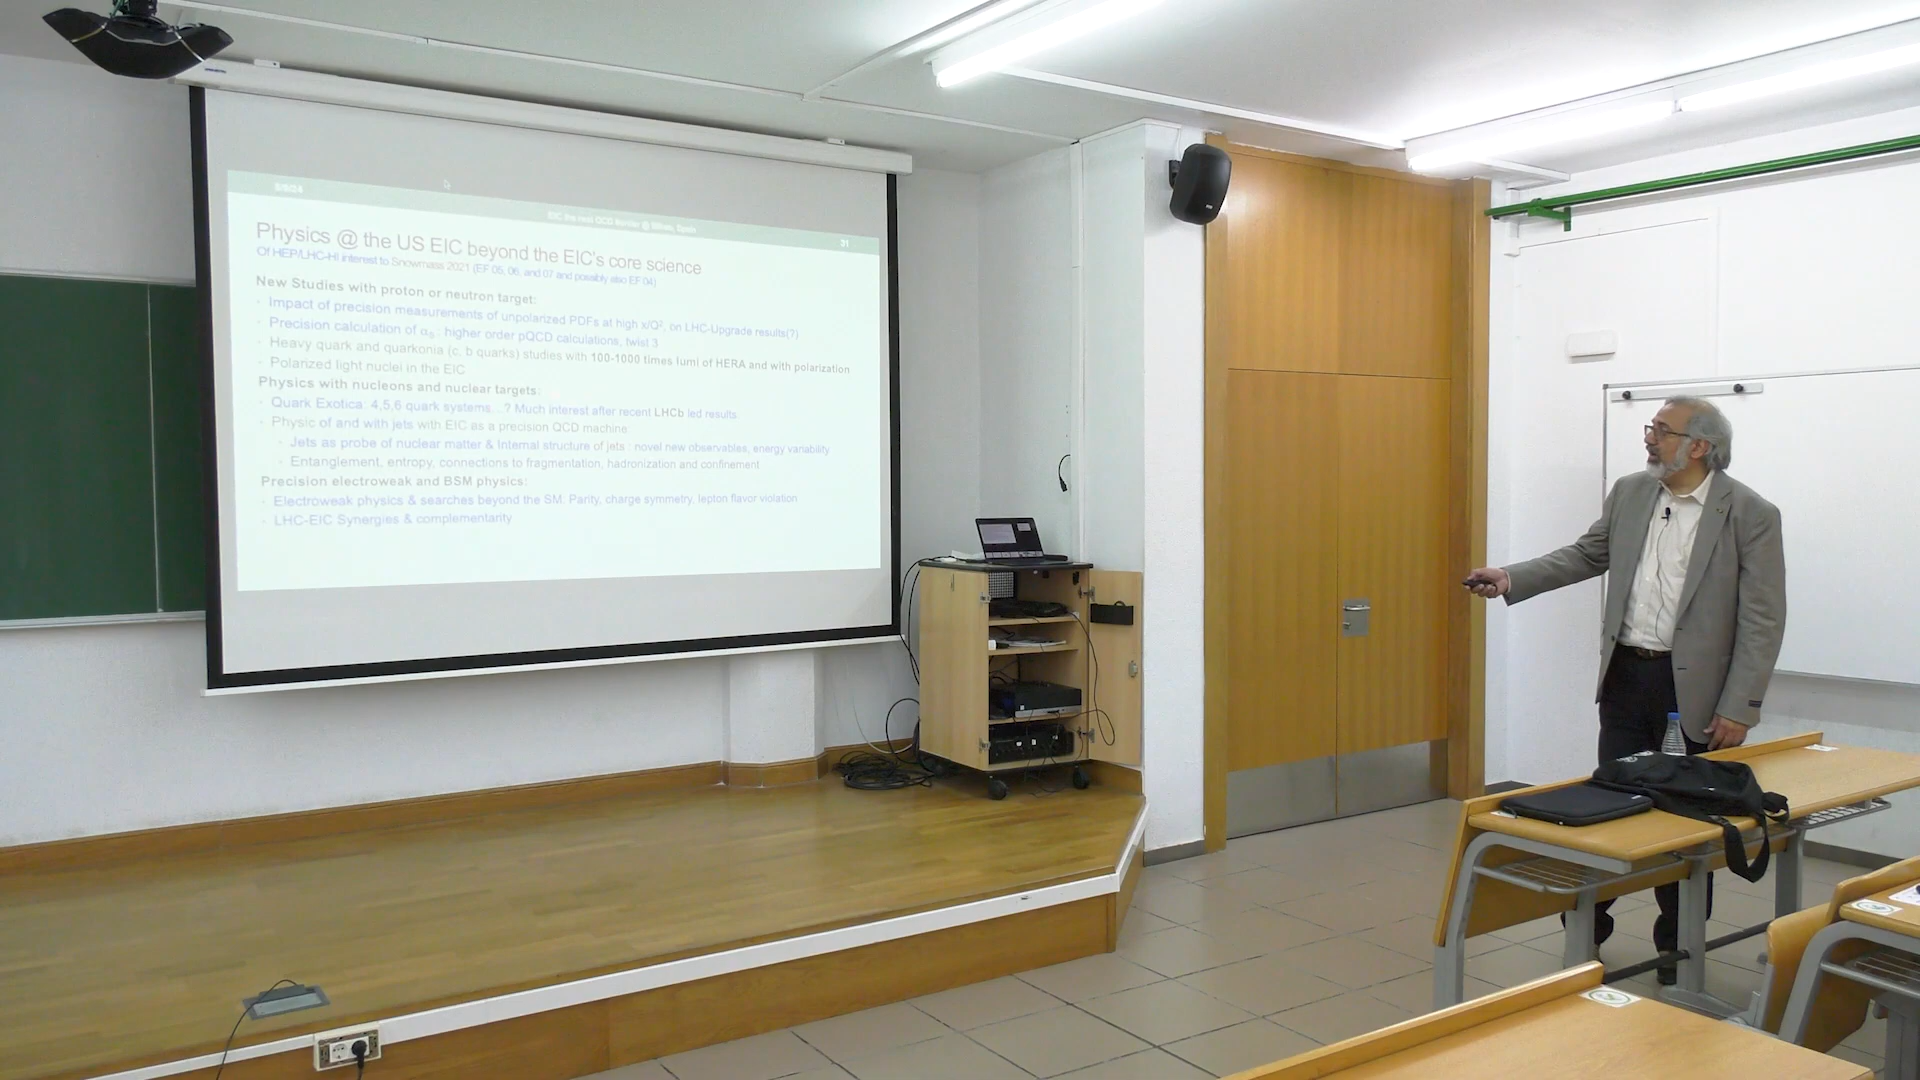 EIC the next QCD frontier @ Bilbao, Spain
31
Physics @ the US EIC beyond the EIC's core science
Of HEP/LHC-HI interest to Snowmass 2021 (EF 05, 06, and 07 and possibly also EF 04)
New Studies with proton or neutron target:
Impact of precision measurements of unpolarized PDFs at high x/Q², on LHC-Upgrade results(?)
Precision calculation of αS : higher order pQCD calculations, twist 3
Heavy quark and quarkonia (c, b quarks) studies with 100-1000 times lumi of HERA and with polarization
Polarized light nuclei in the EIC
Physics with nucleons and nuclear targets:
Quark Exotica: 4,5,6 quark systems...? Much interest after recent LHCb led results.
Physic of and with jets with EIC as a precision QCD machine:
Jets as probe of nuclear matter & Internal structure of jets : novel new observables, energy variability
Entanglement, entropy, connections to fragmentation, hadronization and confinement
Precision electroweak and BSM physics:
Electroweak physics & searches beyond the SM: Parity, charge symmetry, lepton flavor violation
LHC-EIC Synergies & complementarity